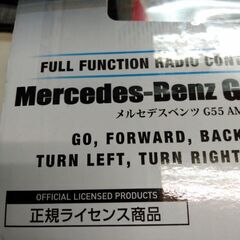 FULL FUNCTION RADIO CONT
Mercedes-Benz G
メルセデスベンツ G55 AM
GO, FORWARD, BACK
TURN LEFT, TURN RIGHT
OFFICIAL LICENSED PRODUCTS
正規ライセンス商品